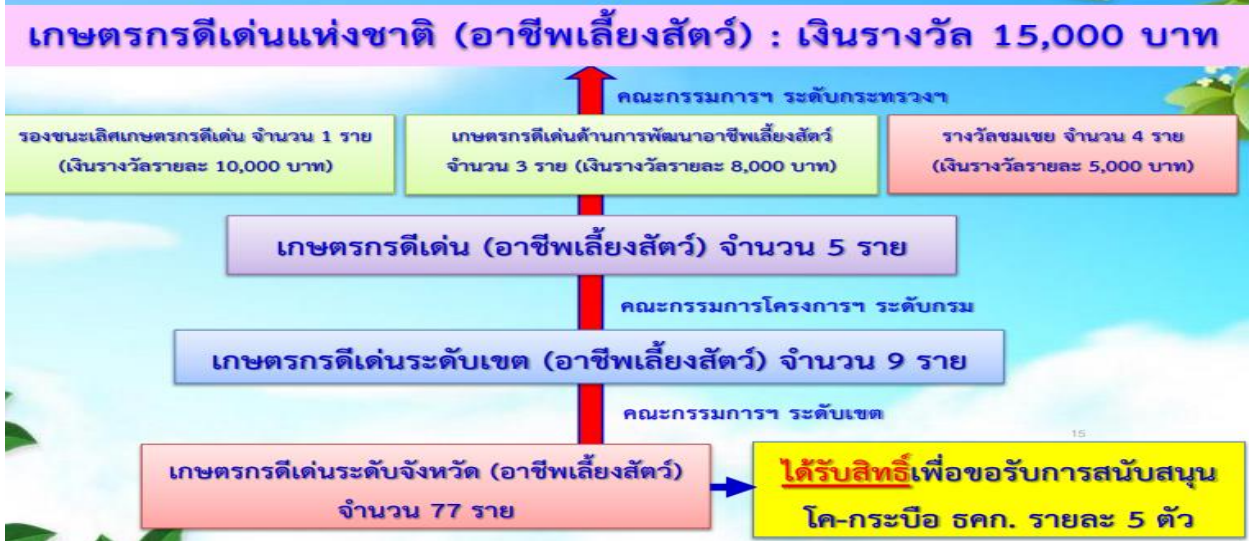 เกษตรกรดีเด่นแห่งชาติ (อาชีพเลี้ยงสัตว์) : เงินรางวัล 15,000 บาท
คณะกรรมการฯ ระดับกระทรวงฯ
รองชนะเลิศเกษตรกรดีเด่น จำนวน 1 ราย
(เงินรางวัลรายละ 10,000 บาท)
เกษตรกรดีเด่นด้านการพัฒนาอาชีพเลี้ยงสัตว์
จำนวน 3 ราย (เงินรางวัลรายละ 8,000 บาท)
รางวัลชมเชย จำนวน 4 ราย
(เงินรางวัลรายละ 5,000 บาท)
เกษตรกรดีเด่น (อาชีพเลี้ยงสัตว์) จำนวน 5 ราย
คณะกรรมการโครงการฯ ระดับกรม
เกษตรกรดีเด่นระดับเขต (อาชีพเลี้ยงสัตว์) จำนวน 9 ราย
คณะกรรมการฯ ระดับเขต
15
เกษตรกรดีเด่นระดับจังหวัด (อาชีพเลี้ยงสัตว์)
จำนวน 77 ราย
ได้รับสิทธิ์เพื่อขอรับการสนับสนุน
โค-กระบือ ธคก. รายละ 5 ตัว